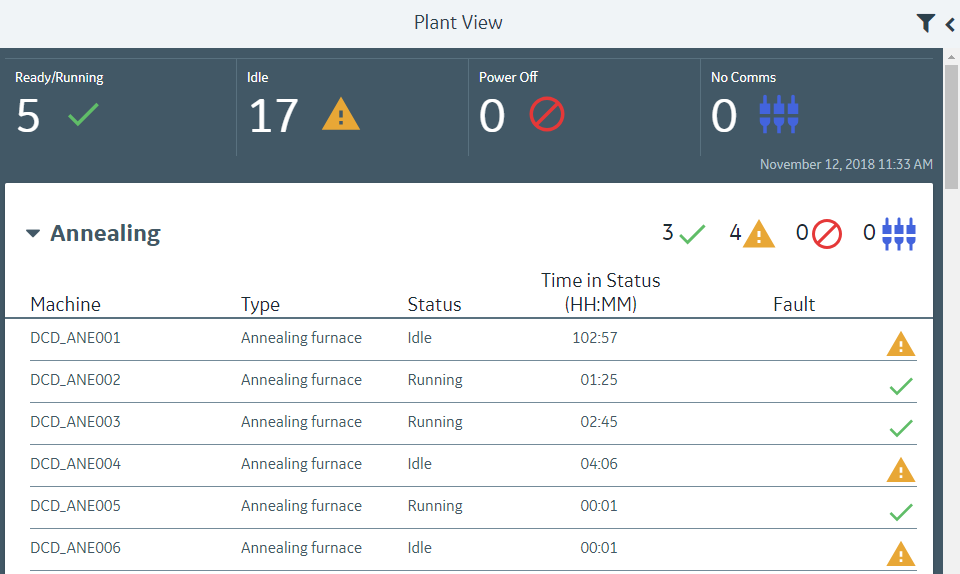 Plant View
Ready/Running Idle Power Off No Comms
5 17 0 0
November 12, 2018 11:33 AM
Annealing 3 4 0 0
Time in Status
Machine Type Status (HH:MM) Fault
DCD_ANE001 Annealing furnace Idle 102:57
DCD_ANE002 Annealing furnace Running 01:25
DCD_ANE003 Annealing furnace Running 02:45
DCD_ANE004 Annealing furnace Idle 04:06
DCD_ANE005 Annealing furnace Running 00:01
DCD_ANE006 Annealing furnace Idle 00:01